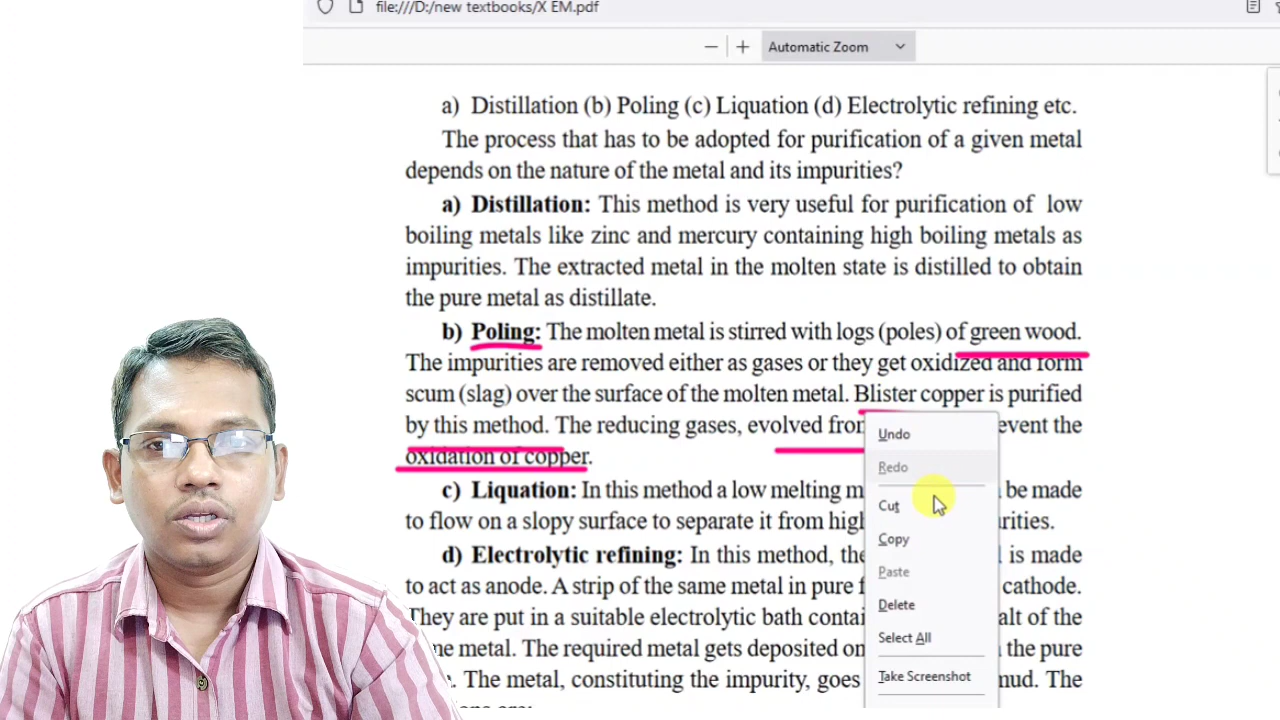 file:///D:/new textbooks/X EM.pdf
Automatic Zoom
a) Distillation (b) Poling (c) Liquation (d) Electrolytic refining etc.
The process that has to be adopted for purification of a given metal
depends on the nature of the metal and its impurities?
a) Distillation: This method is very useful for purification of low
boiling metals like zinc and mercury containing high boiling metals as
impurities. The extracted metal in the molten state is distilled to obtain
the pure metal as distillate.
b) Poling: The molten metal is stirred with logs (poles) of green wood.
The impurities are removed either as gases or they get oxidized and form
scum (slag) over the surface of the molten metal. Blister copper is purified
by this method. The reducing gases, evolved from event the
oxidation of copper.
c) Liquation: In this method a low melting m be made
to flow on a slopy surface to separate it from high rities.
d) Electrolytic refining: In this method, the is made
to act as anode. A strip of the same metal in pure f cathode.
They are put in a suitable electrolytic bath contai alt of the
ne metal. The required metal gets deposited on the pure
. The metal, constituting the impurity, goes mud. The
Undo
Redo
Cut
Copy
Paste
Delete
Select All
Take Screenshot